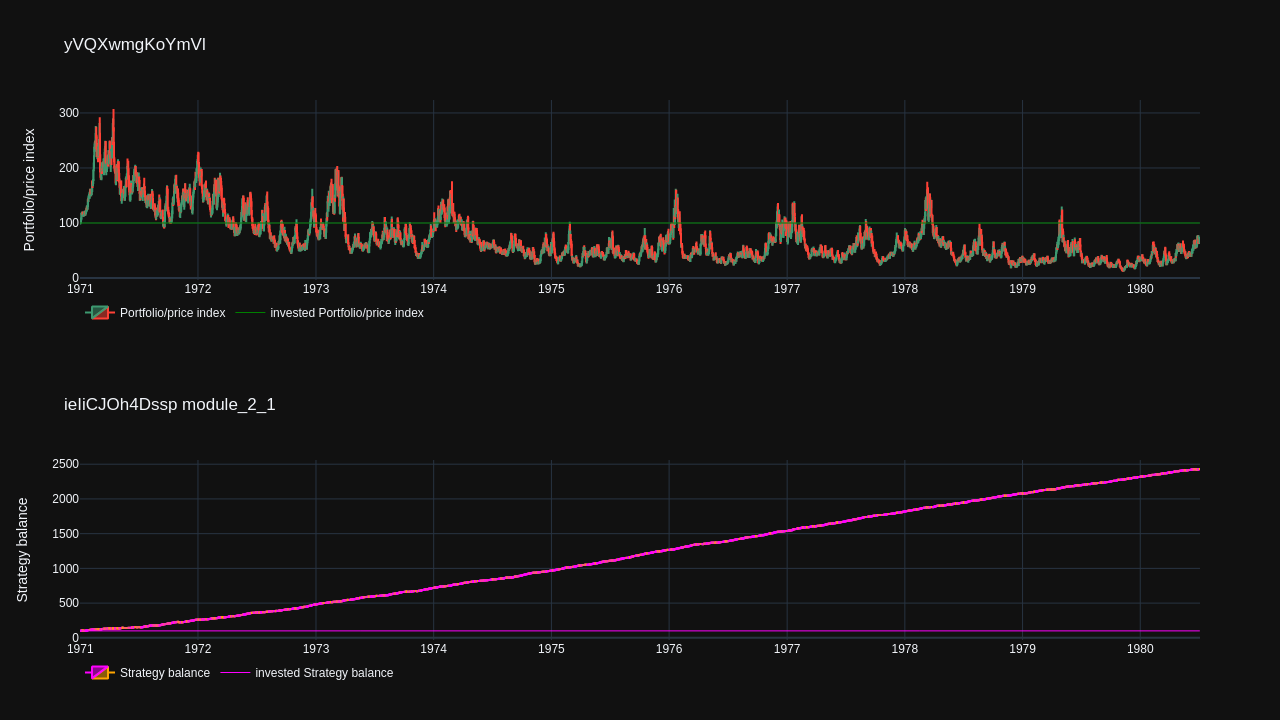 yVQXwmgKoYmVl
Portfolio/price index
300
200
100
0
1971 1972 1973 1974 1975 1976 1977 1978 1979 1980
Portfolio/price index invested Portfolio/price index
ieIiCJOh4Dssp module_2_1
Strategy balance
2500
2000
1500
1000
500
0
1971 1972 1973 1974 1975 1976 1977 1978 1979 1980
Strategy balance invested Strategy balance